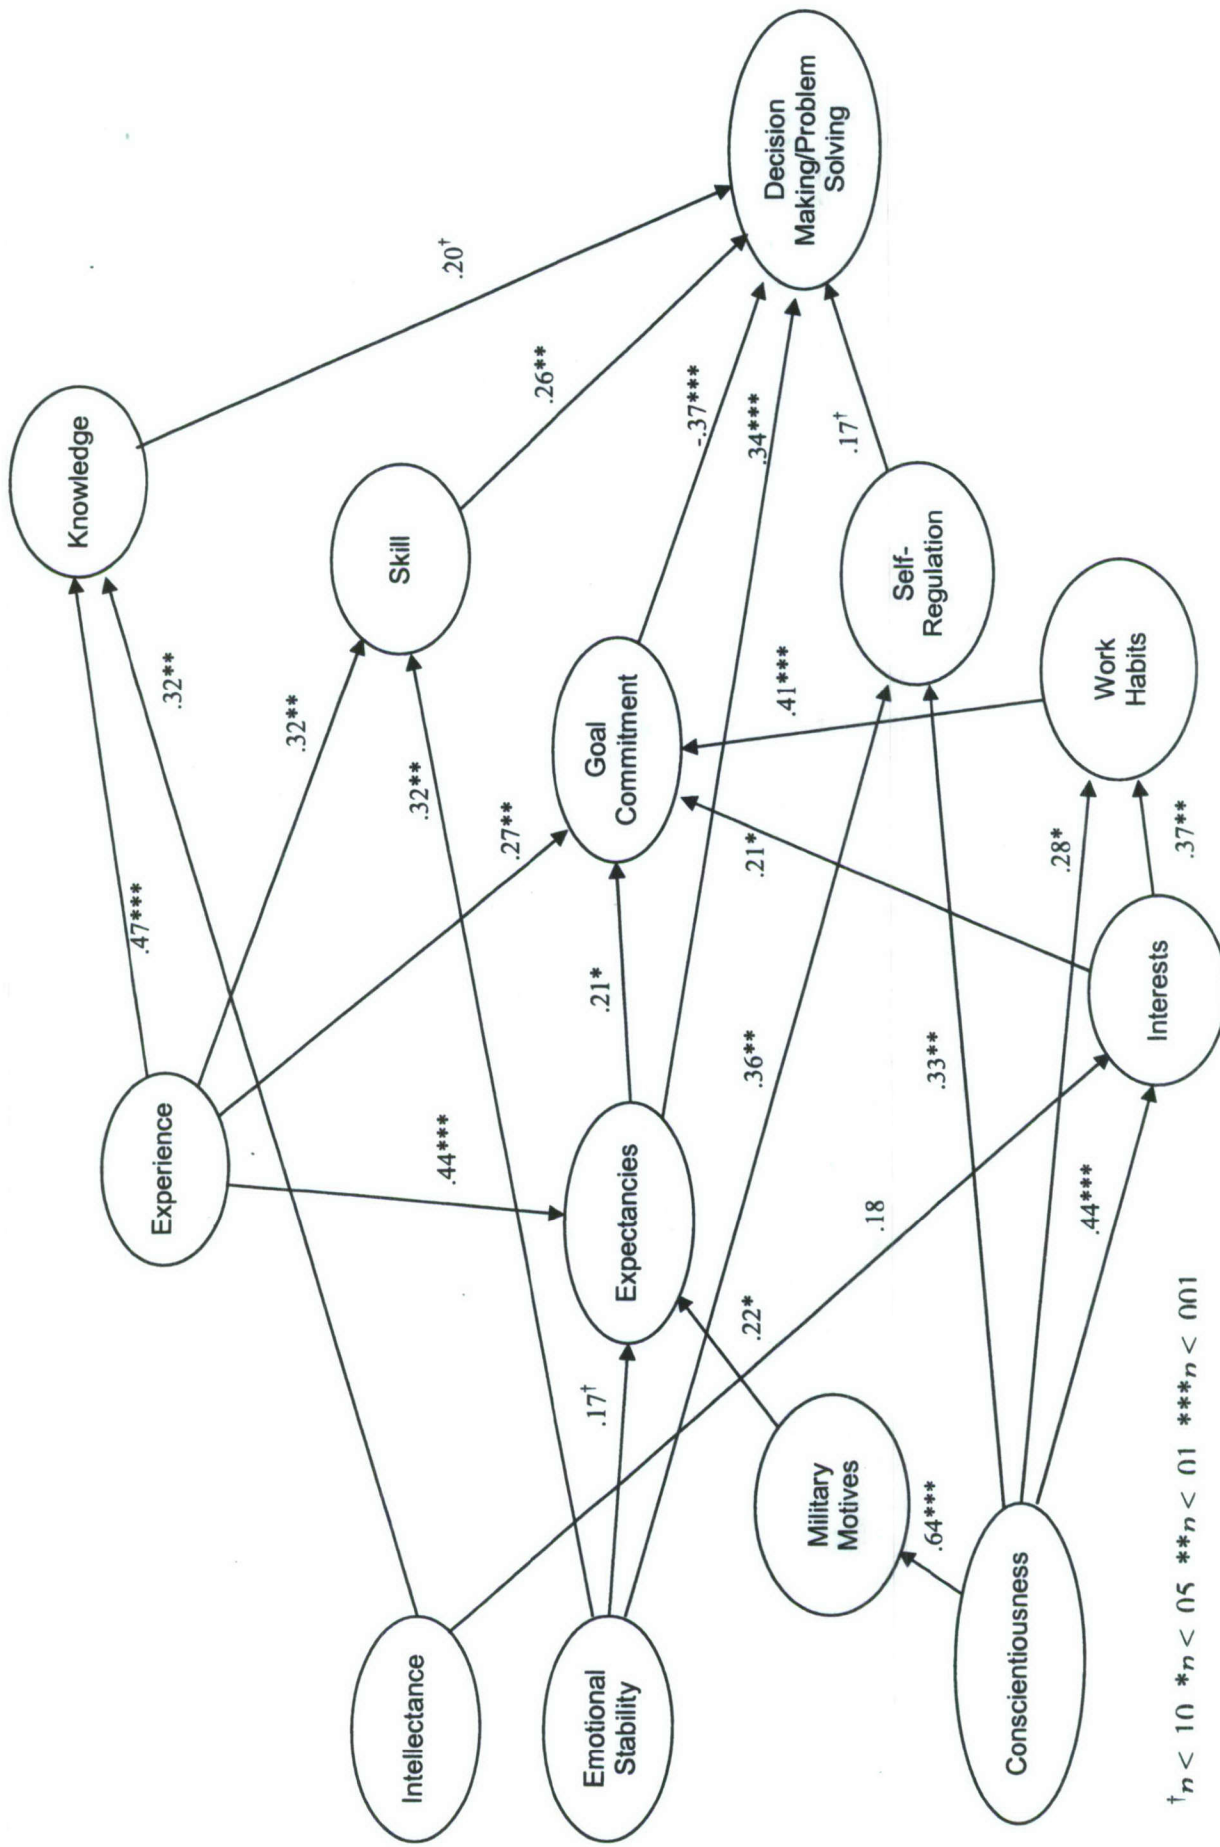 Knowledge
.47***
Experience
.32**
.32**
Skill
Intellectance
.32**
.44***
.20†
.27**
.26**
.17†
.21*
Emotional
Stability
Expectancies
Goal
Commitment
-.37***
.22*
.36**
.21*
.41***
.34***
Decision
Making/Problem
Solving
Military
Motives
.17†
.18
Self-
Regulation
.64***
.33**
Conscientiousness
.28*
.44***
Work
Habits
Interests
.37**
†n < 10 *n < 05 **n < 01 ***n < 001